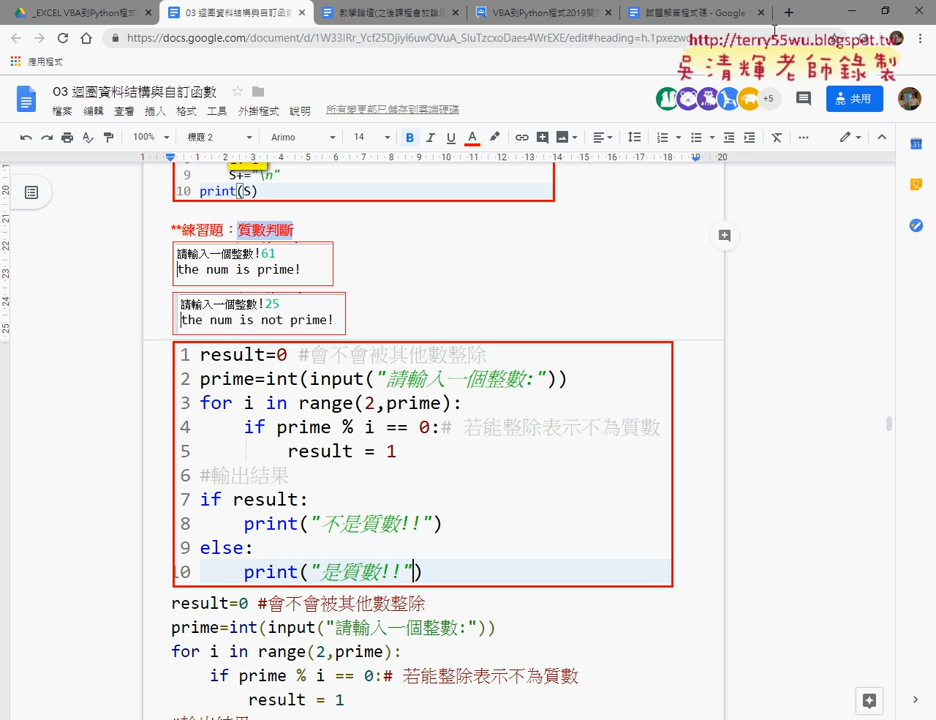 _EXCEL VBA到Python程式
03 迴圈資料結構與自訂函
教學論壇(之後課程會放論壇
VBA到Python程式2019開
試題解答程式碼 - Google
https://docs.google.com/document/d/1W33IRr_Ycf25Djiyi6uwOVuA_SIuTzcxoDaes4WrEXE/edit#heading=h.1pxezwc
http://terry55wu.blogspot.tw
吳清輝老師錄製
應用程式
03 迴圈資料結構與自訂函數
檔案 編輯 查看 插入 格式 工具 外掛程式 說明 所有變更都已儲存到雲端硬碟
+5
共用
100% 標題 2 Arimo 14 B I U A
9 S+="\n"
10 print(S)
**練習題：質數判斷
請輸入一個整數!61
the num is prime!
請輸入一個整數!25
the num is not prime!
1 result=0 #會不會被其他數整除
2 prime=int(input("請輸入一個整數:"))
3 for i in range(2,prime):
4 if prime % i == 0:# 若能整除表示不為質數
5 result = 1
6 #輸出結果
7 if result:
8 print("不是質數!!")
9 else:
10 print("是質數!!")
result=0 #會不會被其他數整除
prime=int(input("請輸入一個整數:"))
for i in range(2,prime):
if prime % i == 0:# 若能整除表示不為質數
result = 1
#輸出結果